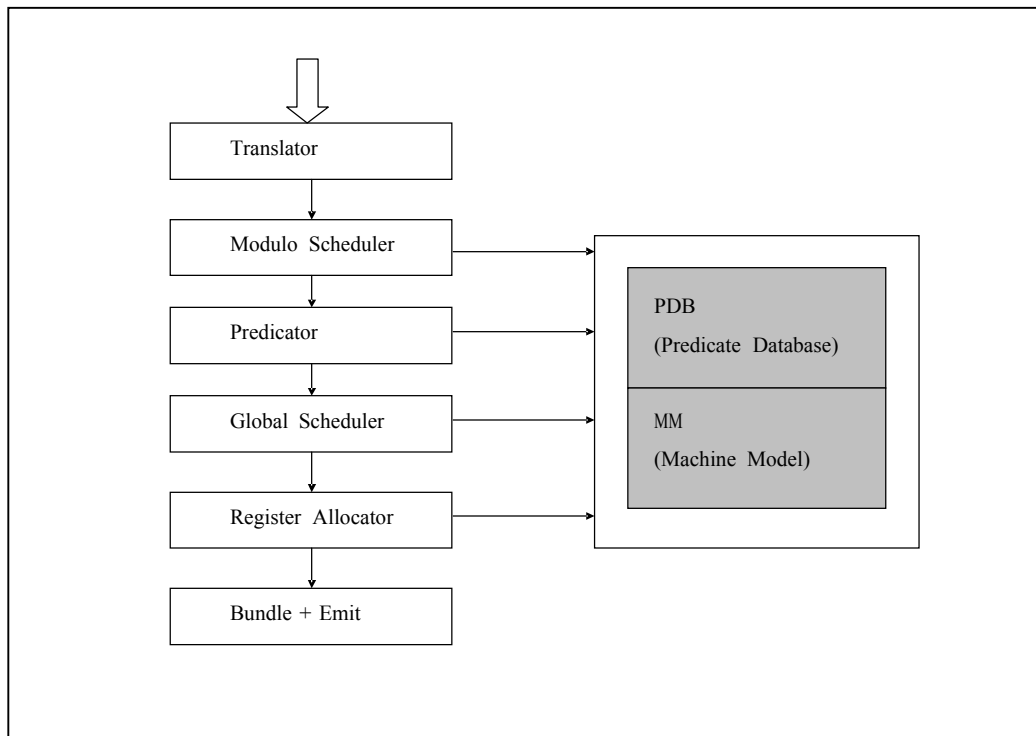 Translator
Modulo Scheduler
Predicator
Global Scheduler
Register Allocator
Bundle + Emit
PDB
(Predicate Database)
MM
(Machine Model)